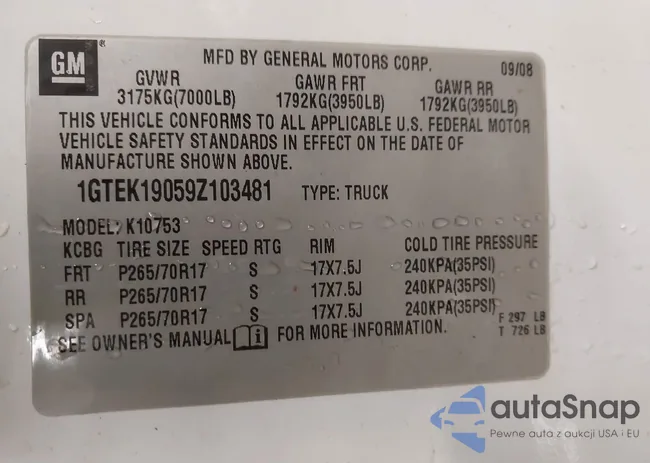 GM
MFD BY GENERAL MOTORS CORP. 09/08
GVWR GAWR FRT GAWR RR
3175KG(7000LB) 1792KG(3950LB) 1792KG(3950LB)
THIS VEHICLE CONFORMS TO ALL APPLICABLE U.S. FEDERAL MOTOR
VEHICLE SAFETY STANDARDS IN EFFECT ON THE DATE OF
MANUFACTURE SHOWN ABOVE.
1GTEK19059Z103481 TYPE: TRUCK
MODEL: K10753
KCBG TIRE SIZE SPEED RTG RIM COLD TIRE PRESSURE
FRT P265/70R17 S 17X7.5J 240KPA(35PSI)
RR P265/70R17 S 17X7.5J 240KPA(35PSI)
SPA P265/70R17 S 17X7.5J 240KPA(35PSI)
F 297 LB
T 726 LB
SEE OWNER'S MANUAL FOR MORE INFORMATION.
autaSnap
Pewne auta z aukcji USA i EU